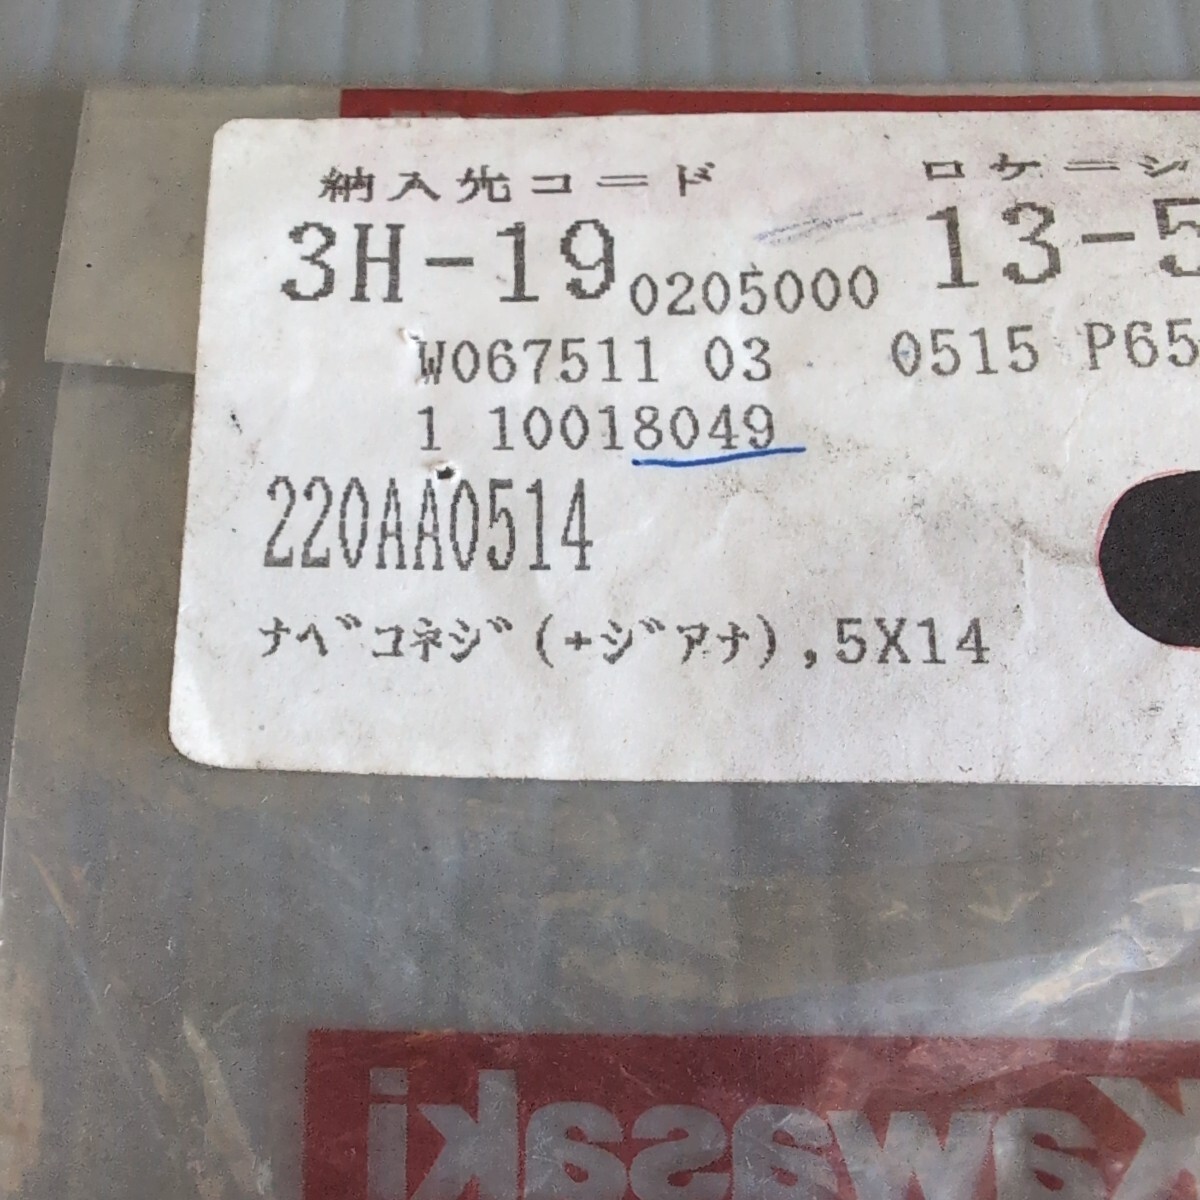 納入先コード ロケーシ
3H-19 0205000 13-5
W067511 03 0515 P65
1 10018049
220AA0514
ナベコネジ(+ジアナ),5X14
Kawasaki